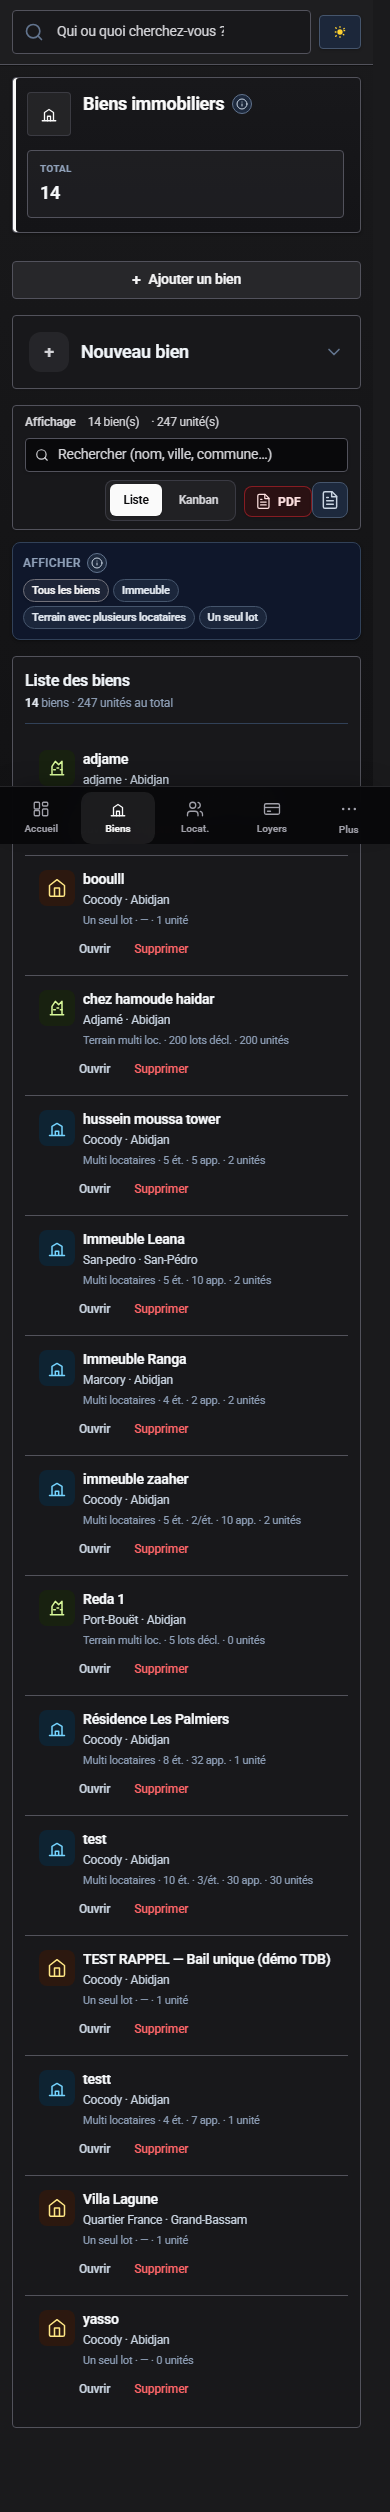 Qui ou quoi cherchez-vous ?
Biens immobiliers
TOTAL
14
+ Ajouter un bien
+ Nouveau bien
Affichage 14 bien(s) · 247 unité(s)
Rechercher (nom, ville, commune…)
Liste Kanban PDF
AFFICHER
Tous les biens Immeuble
Terrain avec plusieurs locataires Un seul lot
Liste des biens
14 biens · 247 unités au total
adjame
adjame · Abidjan
Accueil Biens Locat. Loyers Plus
booulll
Cocody · Abidjan
Un seul lot · — · 1 unité
Ouvrir Supprimer
chez hamoude haidar
Adjamé · Abidjan
Terrain multi loc. · 200 lots décl. · 200 unités
Ouvrir Supprimer
hussein moussa tower
Cocody · Abidjan
Multi locataires · 5 ét. · 5 app. · 2 unités
Ouvrir Supprimer
Immeuble Leana
San-pedro · San-Pédro
Multi locataires · 5 ét. · 10 app. · 2 unités
Ouvrir Supprimer
Immeuble Ranga
Marcory · Abidjan
Multi locataires · 4 ét. · 2 app. · 2 unités
Ouvrir Supprimer
immeuble zaaher
Cocody · Abidjan
Multi locataires · 5 ét. · 2/ét. · 10 app. · 2 unités
Ouvrir Supprimer
Reda 1
Port-Bouët · Abidjan
Terrain multi loc. · 5 lots décl. · 0 unités
Ouvrir Supprimer
Résidence Les Palmiers
Cocody · Abidjan
Multi locataires · 8 ét. · 32 app. · 1 unité
Ouvrir Supprimer
test
Cocody · Abidjan
Multi locataires · 10 ét. · 3/ét. · 30 app. · 30 unités
Ouvrir Supprimer
TEST RAPPEL — Bail unique (démo TDB)
Cocody · Abidjan
Un seul lot · — · 1 unité
Ouvrir Supprimer
testt
Cocody · Abidjan
Multi locataires · 4 ét. · 7 app. · 1 unité
Ouvrir Supprimer
Villa Lagune
Quartier France · Grand-Bassam
Un seul lot · — · 1 unité
Ouvrir Supprimer
yasso
Cocody · Abidjan
Un seul lot · — · 0 unités
Ouvrir Supprimer